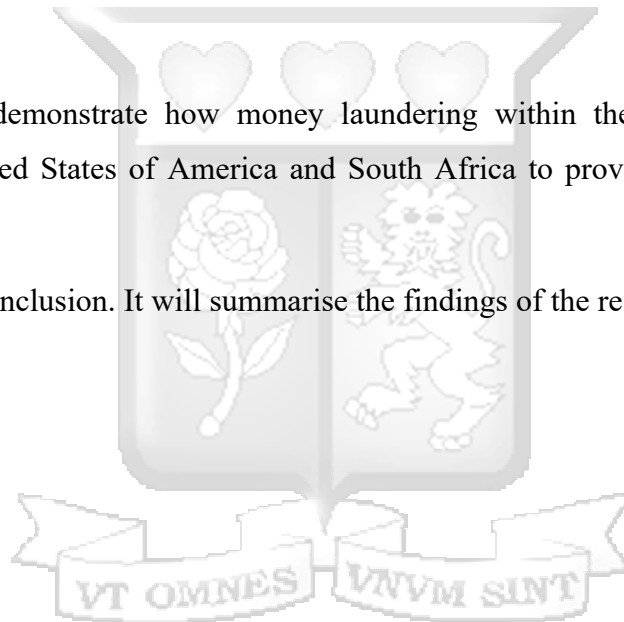 demonstrate how money laundering within the
ed States of America and South Africa to prov
nclusion. It will summarise the findings of the re
VT OMNES VNVM SINT